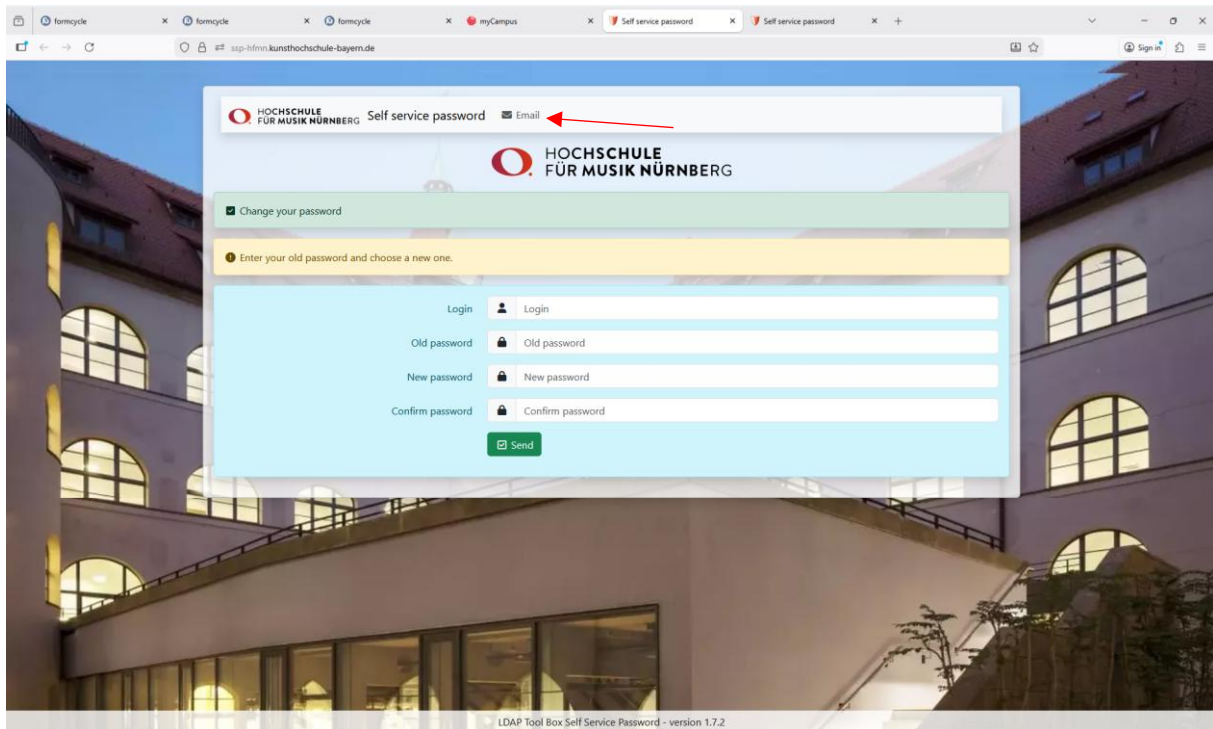 formcycle formcycle formcycle myCampus Self service password Self service password
ssp-hfmn.kunsthochschule-bayern.de Sign in
HOCHSCHULE
FÜR MUSIK NÜRNBERG Self service password Email
HOCHSCHULE
FÜR MUSIK NÜRNBERG
Change your password
Enter your old password and choose a new one.
Login Login
Old password Old password
New password New password
Confirm password Confirm password
Send
LDAP Tool Box Self Service Password - version 1.7.2